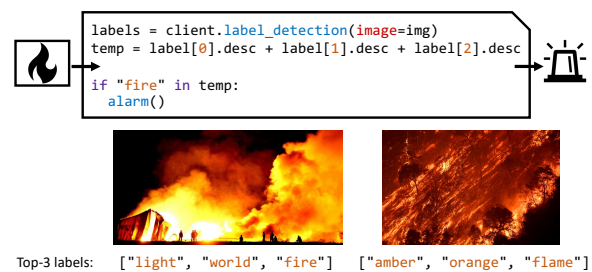 labels = client.label_detection(image=img)
temp = label[0].desc + label[1].desc + label[2].desc
if "fire" in temp:
alarm()
Top-3 labels: ["light", "world", "fire"] ["amber", "orange", "flame"]